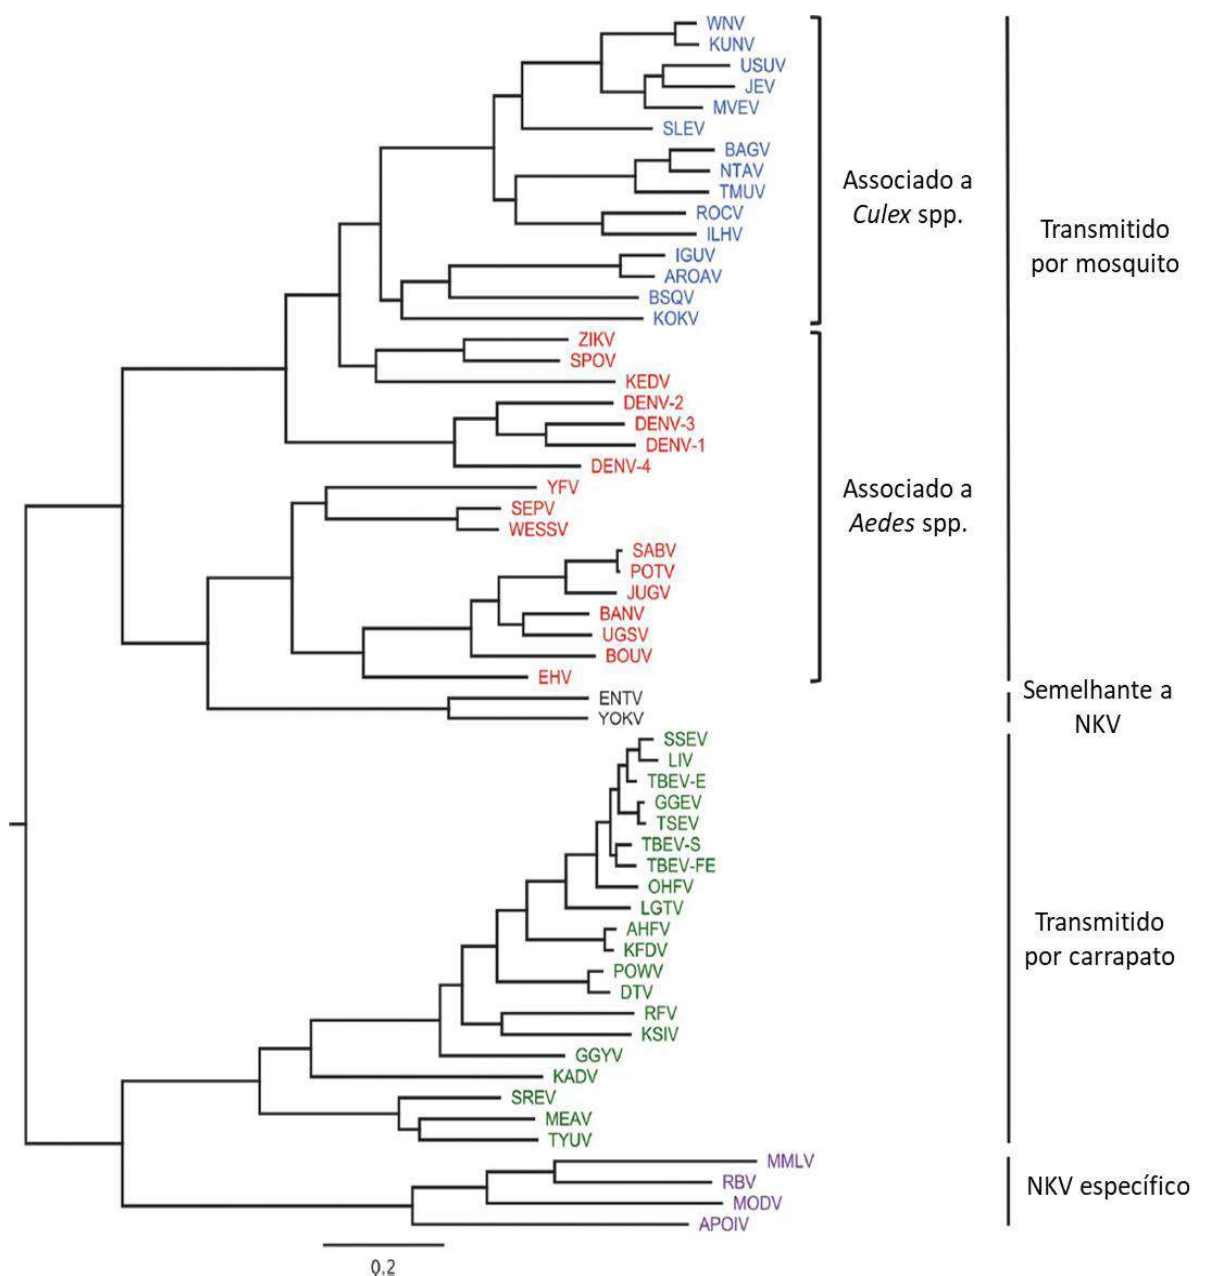 WNV
KUNV
USUV
JEV
MVEV
SLEV
BAGV
NTAV
TMUV
ROCV
ILHV
IGUV
AROAV
BSQV
KOKV
Associado a
Culex spp.
Transmitido
por mosquito
ZIKV
SPOV
KEDV
DENV-2
DENV-3
DENV-1
DENV-4
YFV
SEPV
WESSV
SABV
POTV
JUGV
BANV
UGSV
BOUV
EHV
Associado a
Aedes spp.
ENTV
YOKV
Semelhante a
NKV
SSEV
LIV
TBEV-E
GGEV
TSEV
TBEV-S
TBEV-FE
OHFV
LGTV
AHFV
KFDV
POWV
DTV
RFV
KSIV
GGYV
KADV
SREV
MEAV
TYUV
Transmitido
por carrapato
MMLV
RBV
MODV
APOIV
NKV específico
0.2